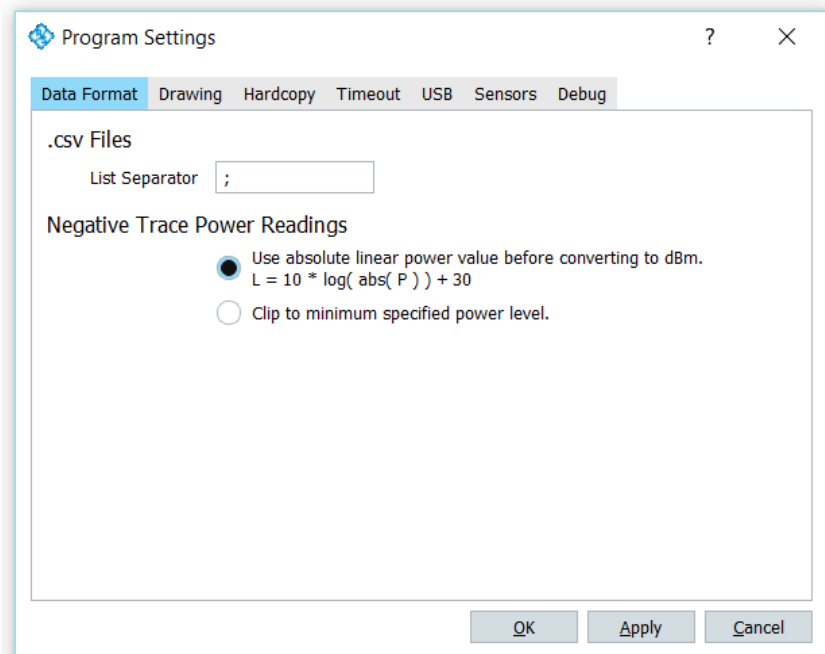 Program Settings ?
Data Format Drawing Hardcopy Timeout USB Sensors Debug
.csv Files
List Separator ;
Negative Trace Power Readings
Use absolute linear power value before converting to dBm.
L = 10 * log( abs( P ) ) + 30
Clip to minimum specified power level.
OK Apply Cancel